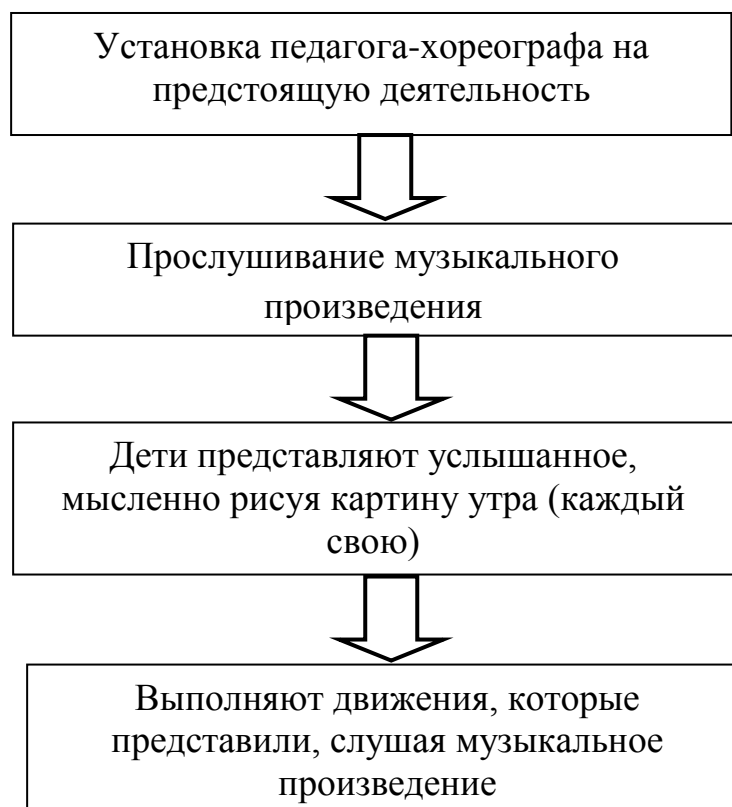 Установка педагога-хореографа на
предстоящую деятельность
Прослушивание музыкального
произведения
Дети представляют услышанное,
мысленно рисуя картину утра (каждый
свою)
Выполняют движения, которые
представили, слушая музыкальное
произведение